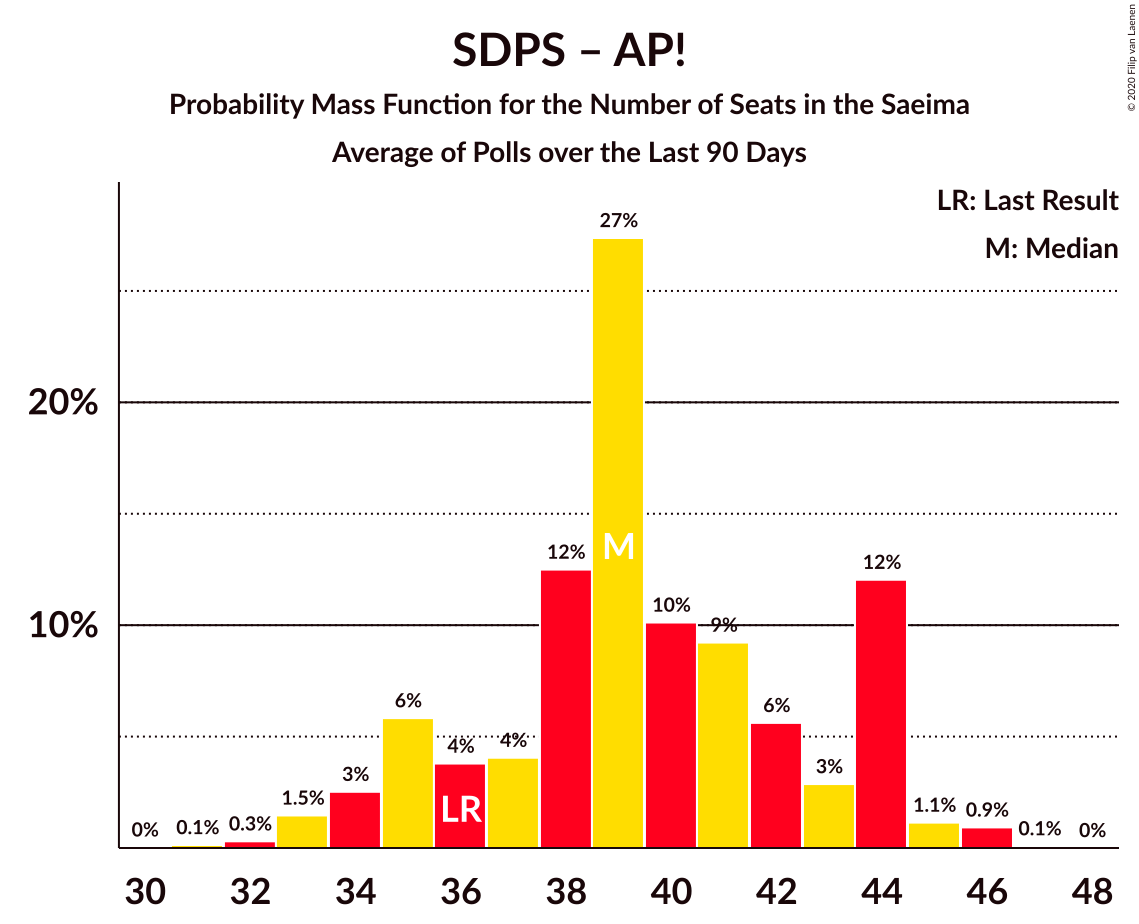 SDPS – AP!
Probability Mass Function for the Number of Seats in the Saeima
Average of Polls over the Last 90 Days
© 2020 Filip van Laenen
LR: Last Result
M: Median
20%
10%
0%
0.1%
0.3%
1.5%
3%
6%
4%
4%
12%
27%
10%
9%
6%
3%
12%
1.1%
0.9%
0.1%
0%
LR
M
30 32 34 36 38 40 42 44 46 48